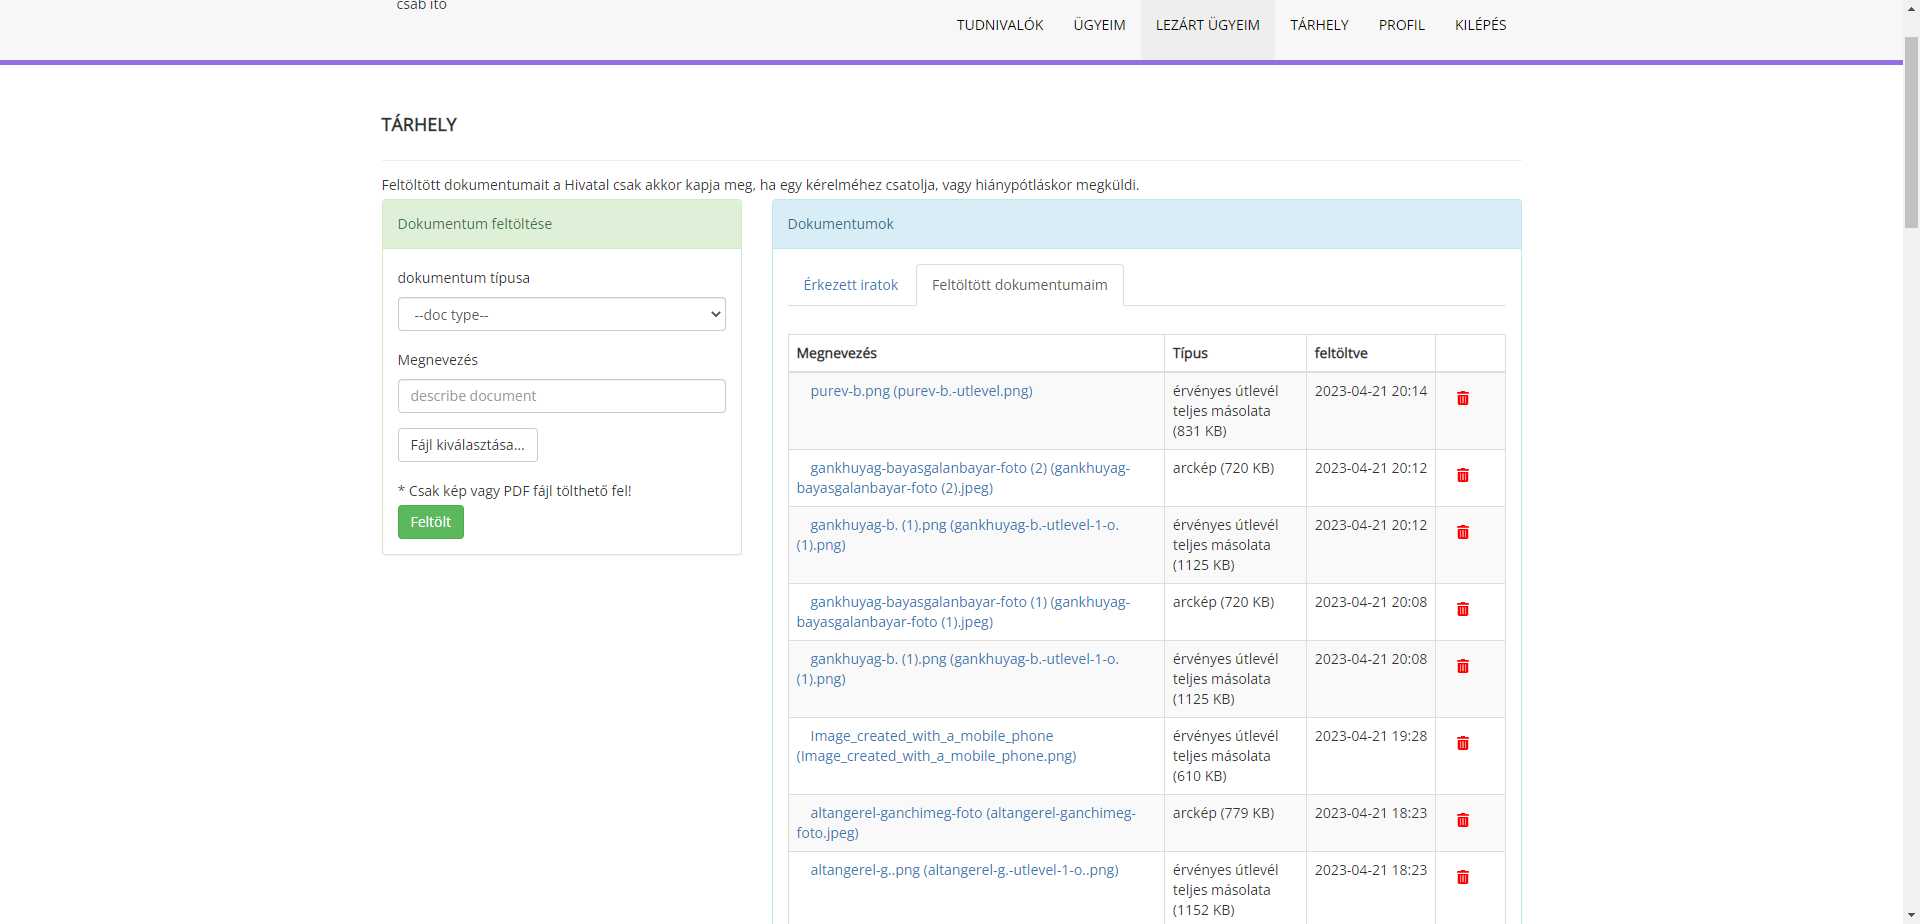 csab ito
TUDNIVALÓK
ÜGYEIM
LEZÁRT ÜGYEIM
TÁRHELY
PROFIL
KILÉPÉS
TÁRHELY
Feltöltött dokumentumait a Hivatal csak akkor kapja meg, ha egy kérelméhez csatolja, vagy hiánypótláskor megküldi.
Dokumentum feltöltése
dokumentum típusa
--doc type--
Megnevezés
describe document
Fájl kiválasztása...
* Csak kép vagy PDF fájl tölthető fel!
Feltölt
Dokumentumok
Érkezett iratok
Feltöltött dokumentumaim
Megnevezés
Típus
feltöltve
purev-b.png (purev-b.-utlevel.png)
érvényes útlevél
teljes másolata
(831 KB)
2023-04-21 20:14
gankhuyag-bayasgalanbayar-foto (2) (gankhuyag-
bayasgalanbayar-foto (2).jpeg)
arckép (720 KB)
2023-04-21 20:12
gankhuyag-b. (1).png (gankhuyag-b.-utlevel-1-o.
(1).png)
érvényes útlevél
teljes másolata
(1125 KB)
2023-04-21 20:12
gankhuyag-bayasgalanbayar-foto (1) (gankhuyag-
bayasgalanbayar-foto (1).jpeg)
arckép (720 KB)
2023-04-21 20:08
gankhuyag-b. (1).png (gankhuyag-b.-utlevel-1-o.
(1).png)
érvényes útlevél
teljes másolata
(1125 KB)
2023-04-21 20:08
Image_created_with_a_mobile_phone
(Image_created_with_a_mobile_phone.png)
érvényes útlevél
teljes másolata
(610 KB)
2023-04-21 19:28
altangerel-ganchimeg-foto (altangerel-ganchimeg-
foto.jpeg)
arckép (779 KB)
2023-04-21 18:23
altangerel-g..png (altangerel-g.-utlevel-1-o..png)
érvényes útlevél
teljes másolata
(1152 KB)
2023-04-21 18:23